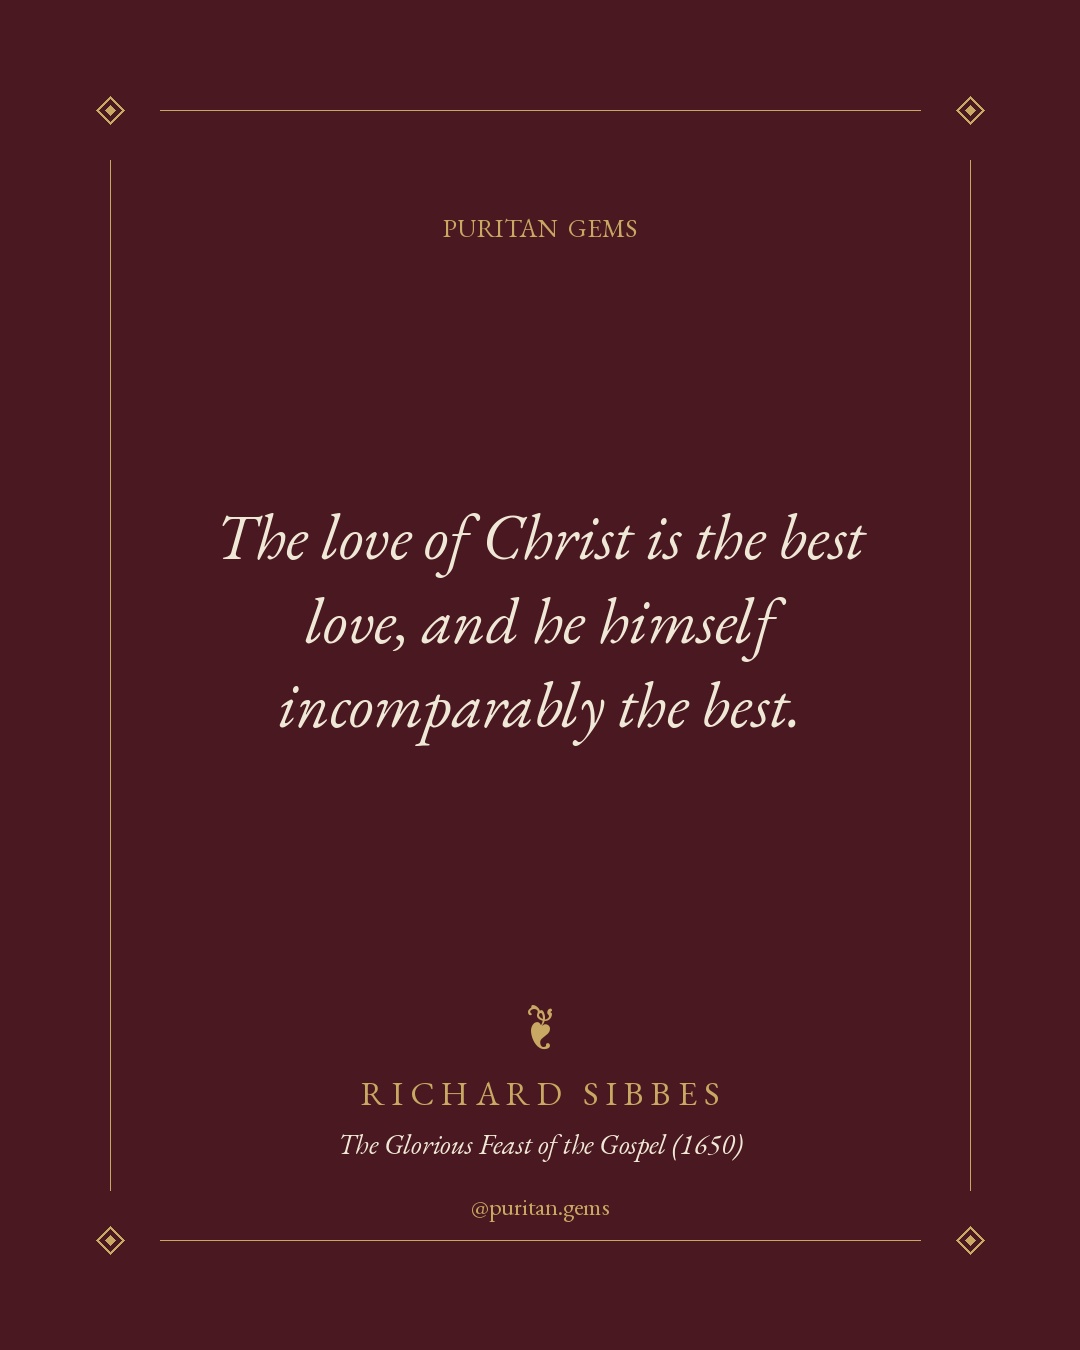 PURITAN GEMS
The love of Christ is the best
love, and he himself
incomparably the best.
RICHARD SIBBES
The Glorious Feast of the Gospel (1650)
@puritan.gems